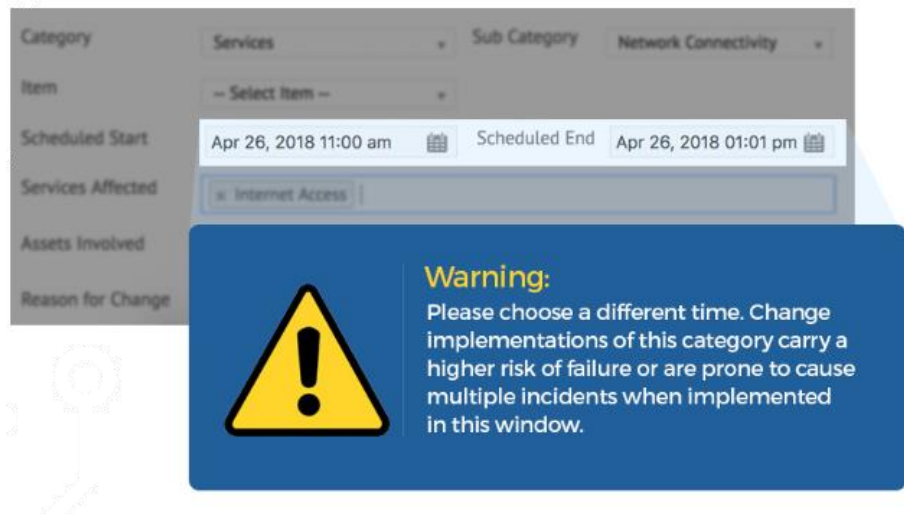 Category Services Sub Category Network Connectivity
Item -- Select Item --
Scheduled Start Apr 26, 2018 11:00 am Scheduled End Apr 26, 2018 01:01 pm
Services Affected × Internet Access
Assets Involved
Reason for Change
Warning:
Please choose a different time. Change
implementations of this category carry a
higher risk of failure or are prone to cause
multiple incidents when implemented
in this window.